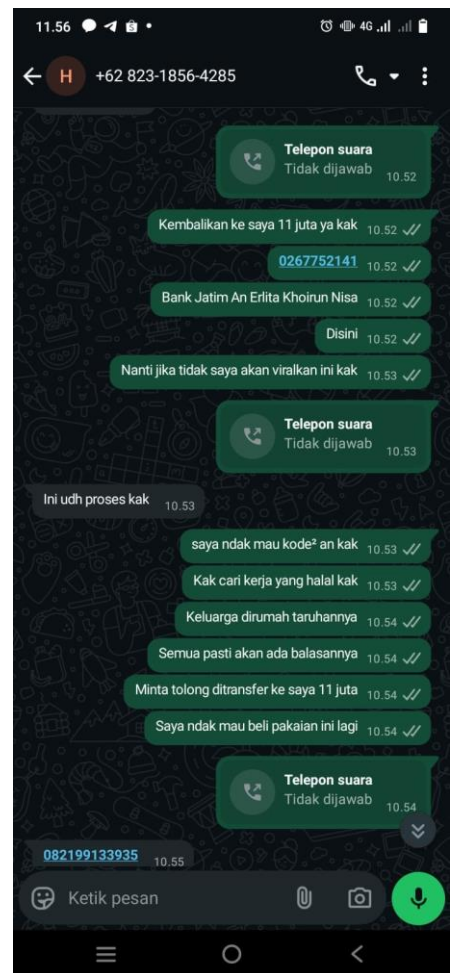 11.56
4G
H +62 823-1856-4285
Telepon suara
Tidak dijawab 10.52
Kembalikan ke saya 11 juta ya kak 10.52
0267752141 10.52
Bank Jatim An Erlita Khoirun Nisa 10.52
Disini 10.52
Nanti jika tidak saya akan viralkan ini kak 10.53
Telepon suara
Tidak dijawab 10.53
Ini udh proses kak 10.53
saya ndak mau kode² an kak 10.53
Kak cari kerja yang halal kak 10.53
Keluarga dirumah taruhannya 10.54
Semua pasti akan ada balasannya 10.54
Minta tolong ditransfer ke saya 11 juta 10.54
Saya ndak mau beli pakaian ini lagi 10.54
Telepon suara
Tidak dijawab 10.54
082199133935 10.55
Ketik pesan